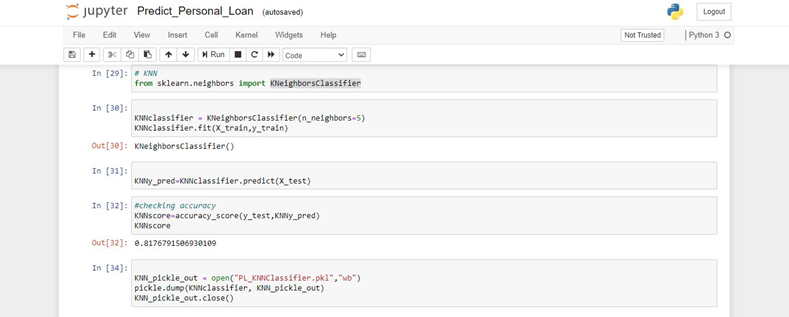 jupyter Predict_Personal_Loan (autosaved)
Logout
File Edit View Insert Cell Kernel Widgets Help
Not Trusted
Python 3
Run
Code
In [29]:
# KNN
from sklearn.neighbors import KNeighborsClassifier
In [30]:
KNNclassifier = KNeighborsClassifier(n_neighbors=5)
KNNclassifier.fit(X_train,y_train)
Out[30]: KNeighborsClassifier()
In [31]:
KNNy_pred=KNNclassifier.predict(X_test)
In [32]:
#checking accuracy
KNNscore=accuracy_score(y_test,KNNy_pred)
KNNscore
Out[32]: 0.8176791506930109
In [34]:
KNN_pickle_out = open("PL_KNNClassifier.pkl","wb")
pickle.dump(KNNclassifier, KNN_pickle_out)
KNN_pickle_out.close()